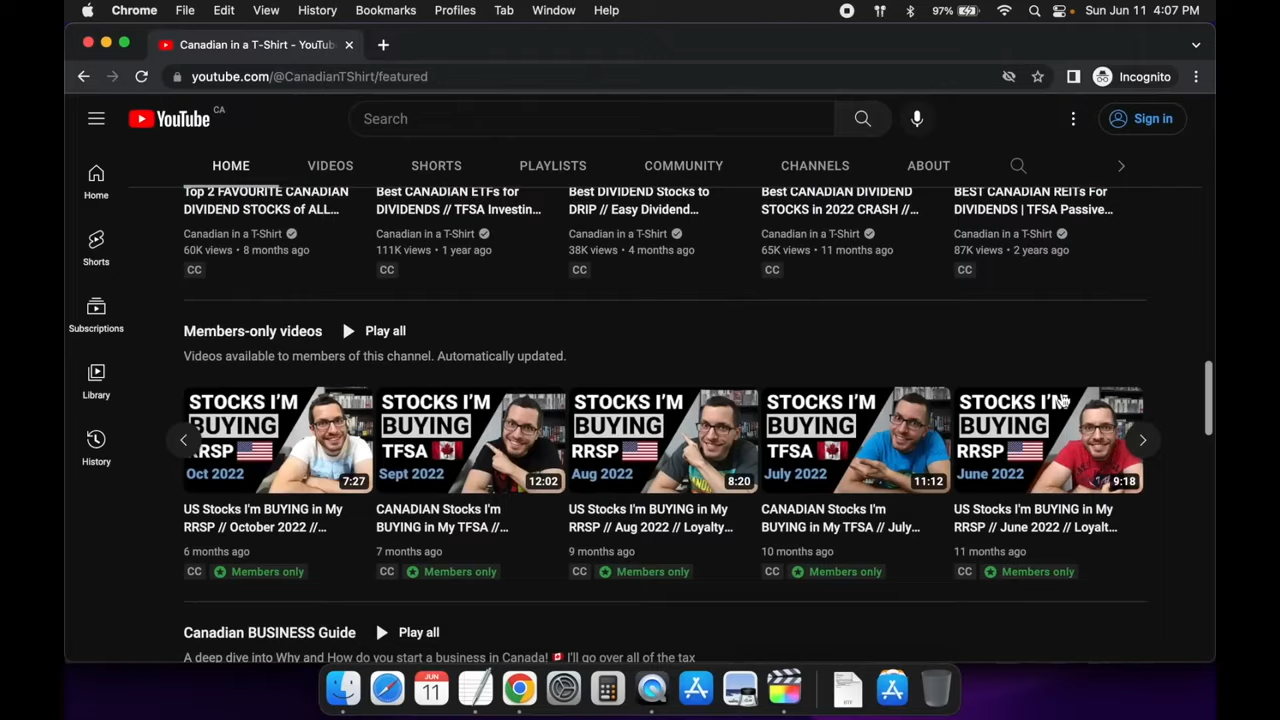 Chrome File Edit View History Bookmarks Profiles Tab Window Help 97% Sun Jun 11 4:07 PM
Canadian in a T-Shirt - YouTub
youtube.com/@CanadianTShirt/featured Incognito
YouTube CA Search Sign in
HOME VIDEOS SHORTS PLAYLISTS COMMUNITY CHANNELS ABOUT
Home
Shorts
Subscriptions
Library
History
Top 2 FAVOURITE CANADIAN
DIVIDEND STOCKS of ALL...
Canadian in a T-Shirt
60K views • 8 months ago
CC
Best CANADIAN ETFs for
DIVIDENDS // TFSA Investin...
Canadian in a T-Shirt
111K views • 1 year ago
CC
Best DIVIDEND Stocks to
DRIP // Easy Dividend...
Canadian in a T-Shirt
38K views • 4 months ago
CC
Best CANADIAN DIVIDEND
STOCKS in 2022 CRASH //...
Canadian in a T-Shirt
65K views • 11 months ago
CC
BEST CANADIAN REITs For
DIVIDENDS | TFSA Passive...
Canadian in a T-Shirt
87K views • 2 years ago
CC
Members-only videos Play all
Videos available to members of this channel. Automatically updated.
STOCKS I'M
BUYING
RRSP
Oct 2022
7:27
US Stocks I'm BUYING in My
RRSP // October 2022 //...
6 months ago
CC Members only
STOCKS I'M
BUYING
TFSA
Sept 2022
12:02
CANADIAN Stocks I'm
BUYING in My TFSA //...
7 months ago
CC Members only
STOCKS I'M
BUYING
RRSP
Aug 2022
8:20
US Stocks I'm BUYING in My
RRSP // Aug 2022 // Loyalty...
9 months ago
CC Members only
STOCKS I'M
BUYING
TFSA
July 2022
11:12
CANADIAN Stocks I'm
BUYING in My TFSA // July...
10 months ago
CC Members only
STOCKS I'M
BUYING
RRSP
June 2022
9:18
US Stocks I'm BUYING in My
RRSP // June 2022 // Loyalt...
11 months ago
CC Members only
Canadian BUSINESS Guide Play all
A deep dive into Why and How do you start a business in Canada! I'll go over all of the tax
JUN
11